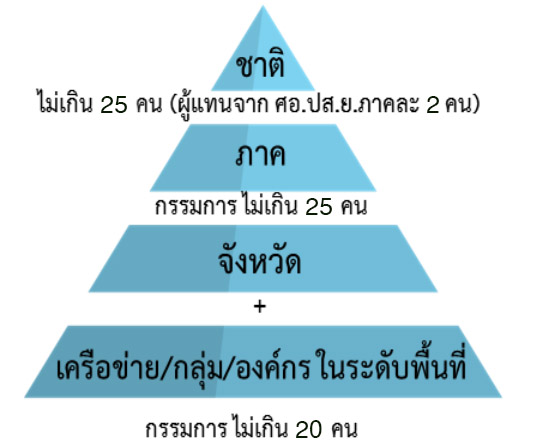 ชาติ
ไม่เกิน 25 คน (ผู้แทนจาก ศอ.ปส.ย.ภาคละ 2 คน)
ภาค
กรรมการ ไม่เกิน 25 คน
จังหวัด
+
เครือข่าย/กลุ่ม/องค์กร ในระดับพื้นที่
กรรมการ ไม่เกิน 20 คน